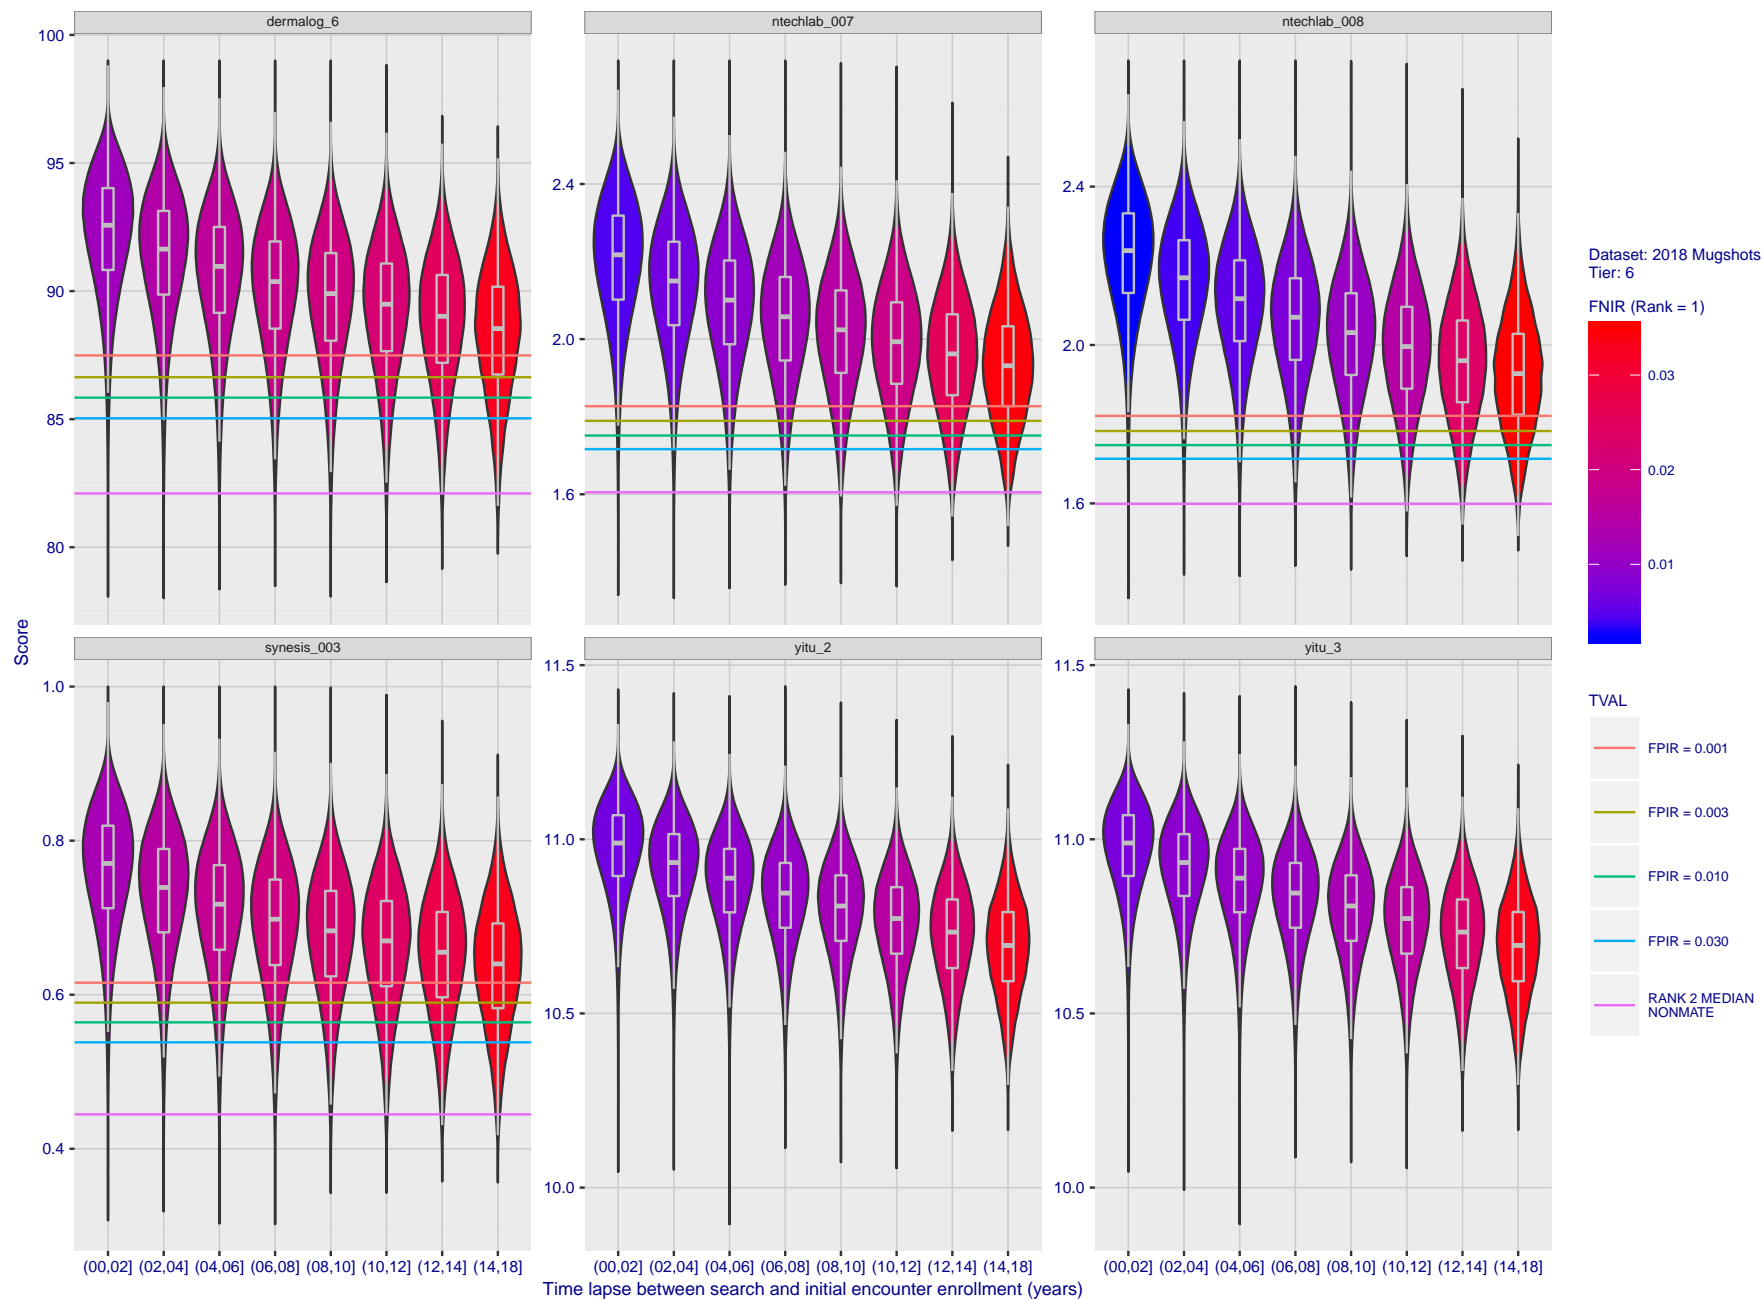 dermalog_6
ntechlab_007
ntechlab_008
100
95
90
85
80
2.4
2.0
1.6
2.4
2.0
1.6
synesis_003
yitu_2
yitu_3
1.0
0.8
0.6
0.4
11.5
11.0
10.5
10.0
11.5
11.0
10.5
10.0
Score
(00,02] (02,04] (04,06] (06,08] (08,10] (10,12] (12,14] (14,18]
(00,02] (02,04] (04,06] (06,08] (08,10] (10,12] (12,14] (14,18]
(00,02] (02,04] (04,06] (06,08] (08,10] (10,12] (12,14] (14,18]
Time lapse between search and initial encounter enrollment (years)
Dataset: 2018 Mugshots
Tier: 6
FNIR (Rank = 1)
0.03
0.02
0.01
TVAL
FPIR = 0.001
FPIR = 0.003
FPIR = 0.010
FPIR = 0.030
RANK 2 MEDIAN
NONMATE